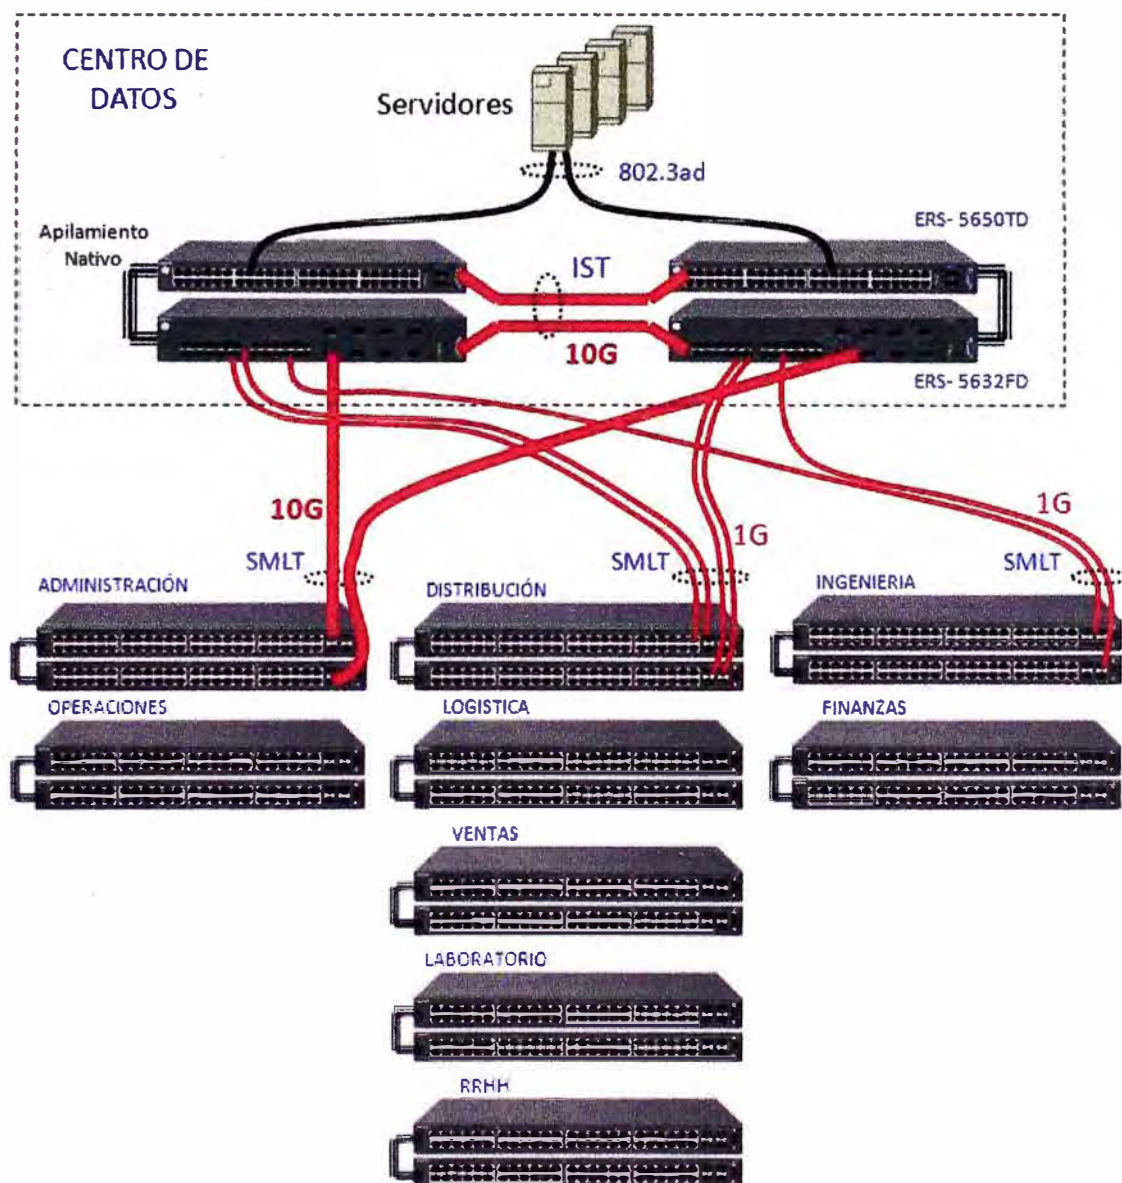 CENTRO DE
DATOS
Servidores
802.3ad
Apilamiento
Nativo
ERS- 5650TD
IST
10G
ERS- 5632FD
10G
1G
1G
SMLT
SMLT
SMLT
ADMINISTRACIÓN
DISTRIBUCIÓN
INGENIERIA
OPERACIONES
LOGISTICA
FINANZAS
VENTAS
LABORATORIO
RRHH